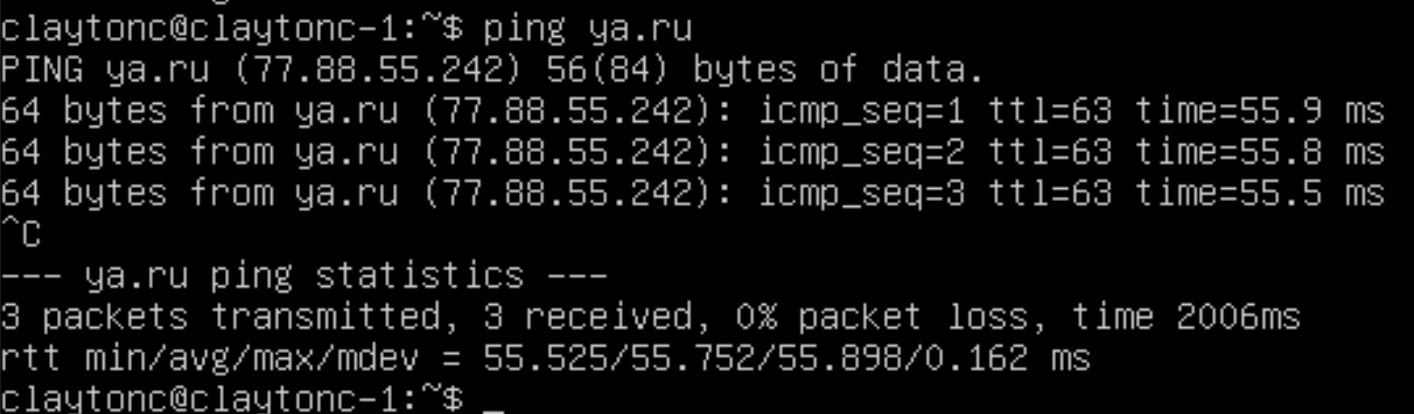 claytonc@claytonc-1:~$ ping ya.ru
PING ya.ru (77.88.55.242) 56(84) bytes of data.
64 bytes from ya.ru (77.88.55.242): icmp_seq=1 ttl=63 time=55.9 ms
64 bytes from ya.ru (77.88.55.242): icmp_seq=2 ttl=63 time=55.8 ms
64 bytes from ya.ru (77.88.55.242): icmp_seq=3 ttl=63 time=55.5 ms
^C
--- ya.ru ping statistics ---
3 packets transmitted, 3 received, 0% packet loss, time 2006ms
rtt min/avg/max/mdev = 55.525/55.752/55.898/0.162 ms
claytonc@claytonc-1:~$ _